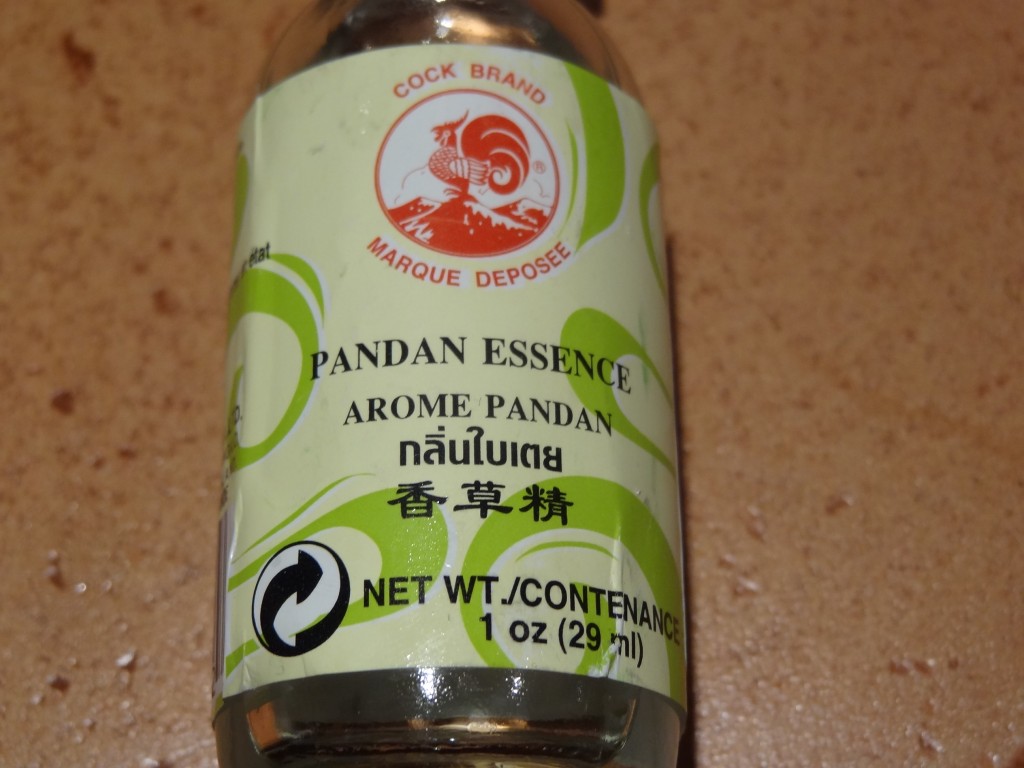 COCK BRAND
®
MARQUE DEPOSEE
état
PANDAN ESSENCE
AROME PANDAN
กลิ่นใบเตย
香草精
NET WT./CONTENANCE
1 oz (29 ml)